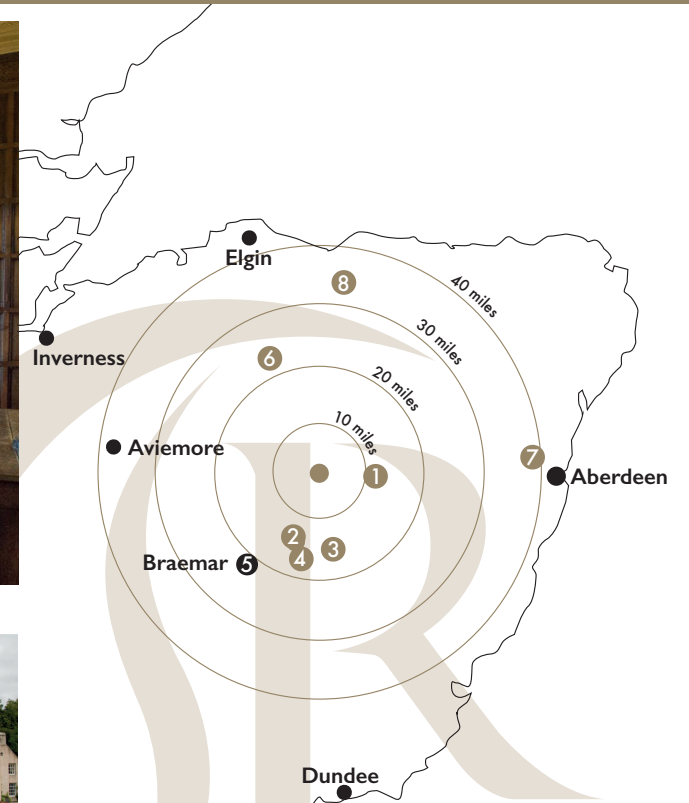 Elgin
8
40 miles
Inverness
30 miles
6
20 miles
Aviemore
10 miles
7
1
Aberdeen
2
3
4
Braemar 5
Dundee